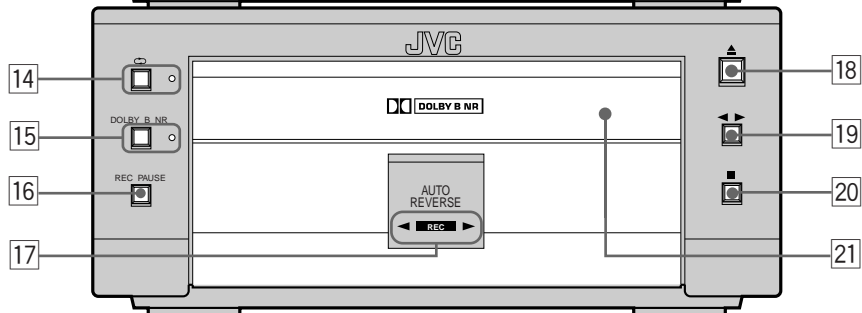 JVC
14
DOLBY B NR
15
REC PAUSE
16
17
DOLBY B NR
AUTO
REVERSE
REC
18
19
20
21